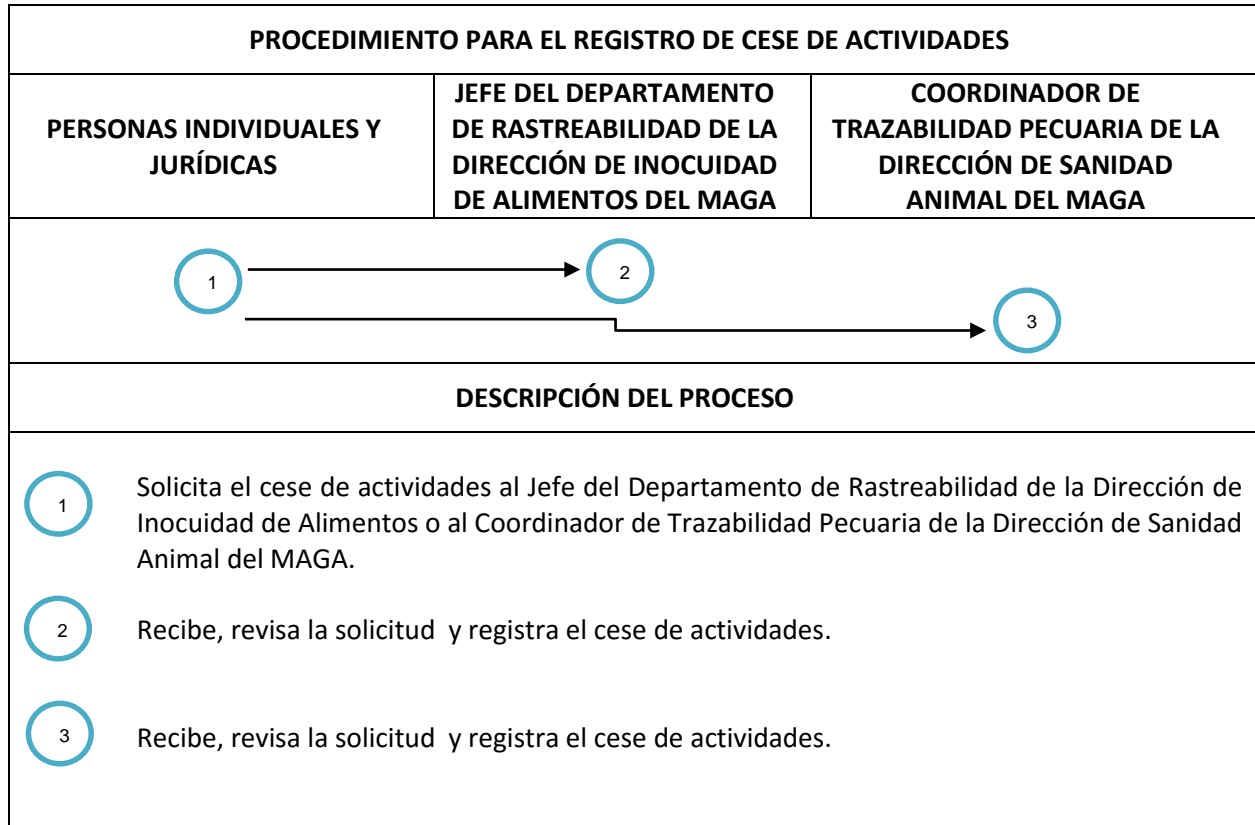 PROCEDIMIENTO PARA EL REGISTRO DE CESE DE ACTIVIDADES
PERSONAS INDIVIDUALES Y
JURÍDICAS
JEFE DEL DEPARTAMENTO
DE RASTREABILIDAD DE LA
DIRECCIÓN DE INOCUIDAD
DE ALIMENTOS DEL MAGA
COORDINADOR DE
TRAZABILIDAD PECUARIA DE LA
DIRECCIÓN DE SANIDAD
ANIMAL DEL MAGA
1
2
3
DESCRIPCIÓN DEL PROCESO
1
Solicita el cese de actividades al Jefe del Departamento de Rastreabilidad de la Dirección de
Inocuidad de Alimentos o al Coordinador de Trazabilidad Pecuaria de la Dirección de Sanidad
Animal del MAGA.
2
Recibe, revisa la solicitud y registra el cese de actividades.
3
Recibe, revisa la solicitud y registra el cese de actividades.